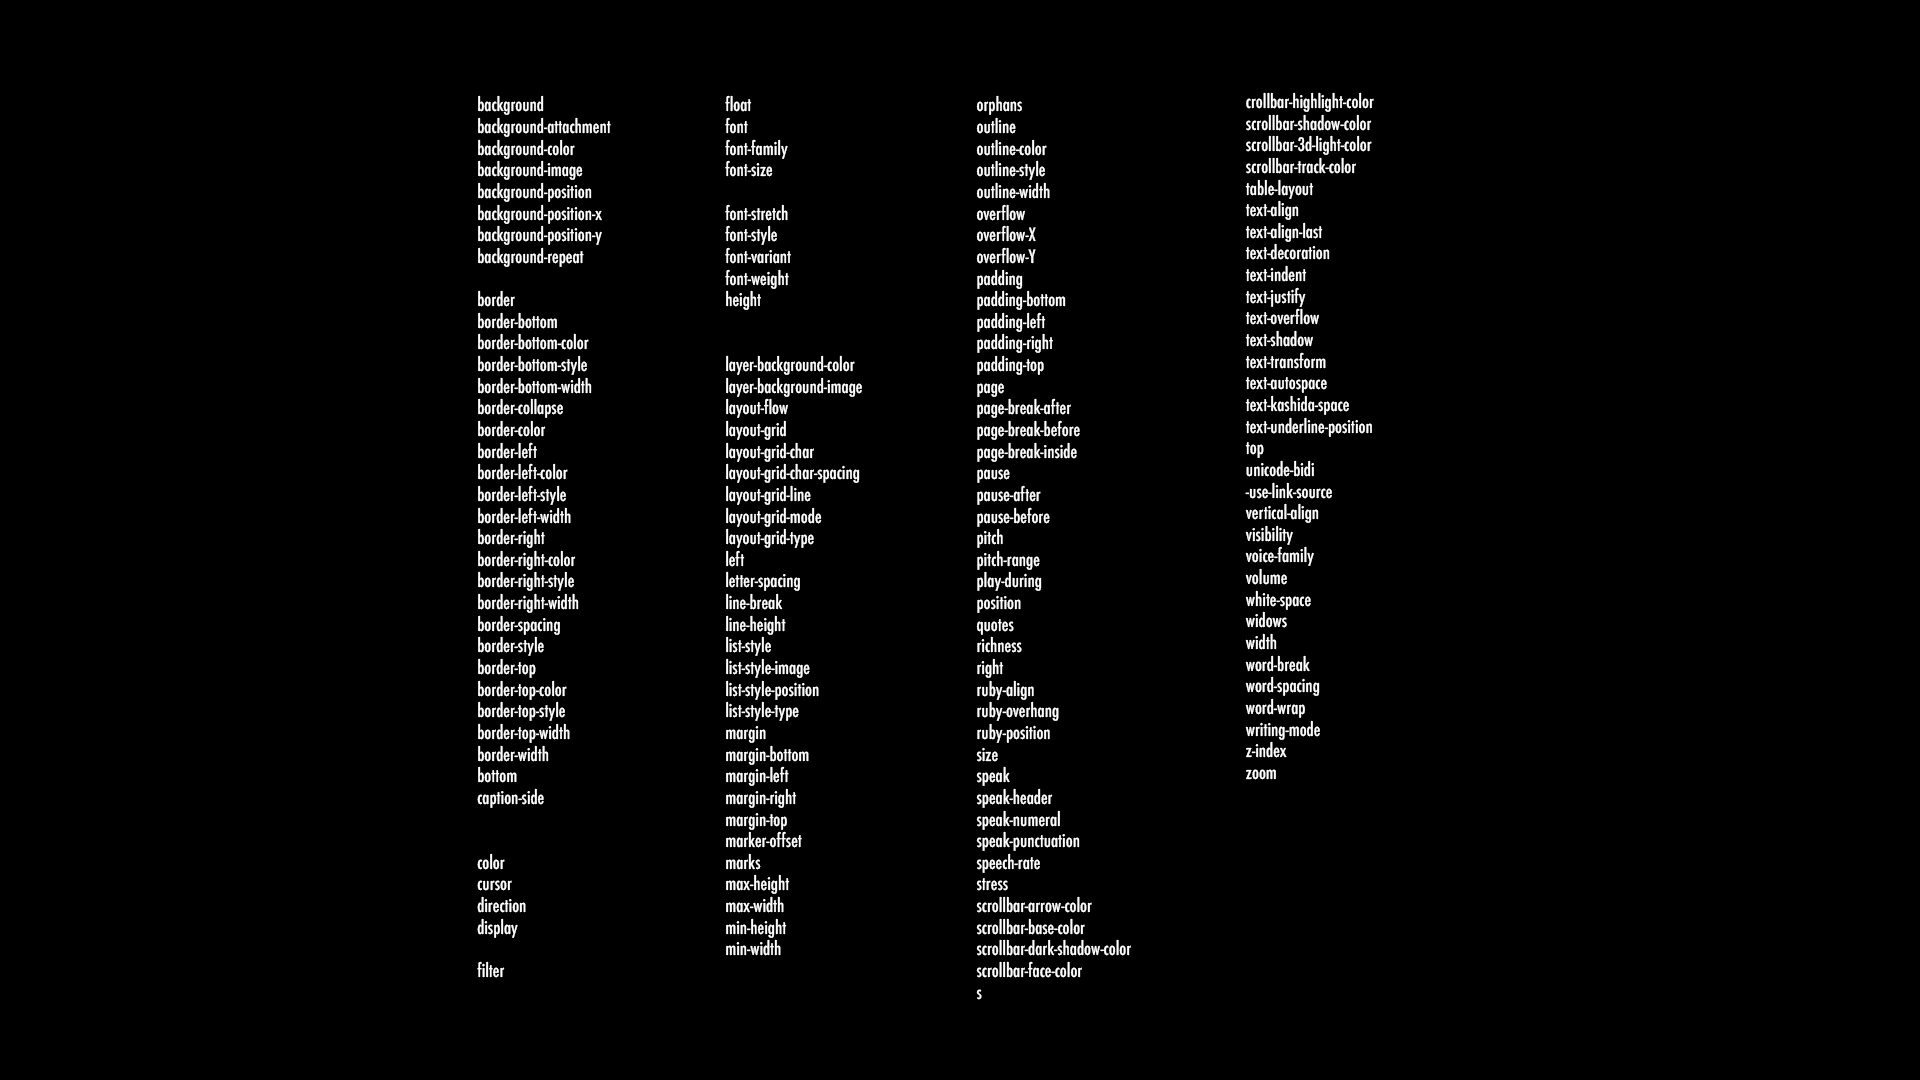 background
background-attachment
background-color
background-image
background-position
background-position-x
background-position-y
background-repeat
border
border-bottom
border-bottom-color
border-bottom-style
border-bottom-width
border-collapse
border-color
border-left
border-left-color
border-left-style
border-left-width
border-right
border-right-color
border-right-style
border-right-width
border-spacing
border-style
border-top
border-top-color
border-top-style
border-top-width
border-width
bottom
caption-side
color
cursor
direction
display
filter
float
font
font-family
font-size
font-stretch
font-style
font-variant
font-weight
height
layer-background-color
layer-background-image
layout-flow
layout-grid
layout-grid-char
layout-grid-char-spacing
layout-grid-line
layout-grid-mode
layout-grid-type
left
letter-spacing
line-break
line-height
list-style
list-style-image
list-style-position
list-style-type
margin
margin-bottom
margin-left
margin-right
margin-top
marker-offset
marks
max-height
max-width
min-height
min-width
orphans
outline
outline-color
outline-style
outline-width
overflow
overflow-X
overflow-Y
padding
padding-bottom
padding-left
padding-right
padding-top
page
page-break-after
page-break-before
page-break-inside
pause
pause-after
pause-before
pitch
pitch-range
play-during
position
quotes
richness
right
ruby-align
ruby-overhang
ruby-position
size
speak
speak-header
speak-numeral
speak-punctuation
speech-rate
stress
scrollbar-arrow-color
scrollbar-base-color
scrollbar-dark-shadow-color
scrollbar-face-color
s
crollbar-highlight-color
scrollbar-shadow-color
scrollbar-3d-light-color
scrollbar-track-color
table-layout
text-align
text-align-last
text-decoration
text-indent
text-justify
text-overflow
text-shadow
text-transform
text-autospace
text-kashida-space
text-underline-position
top
unicode-bidi
-use-link-source
vertical-align
visibility
voice-family
volume
white-space
widows
width
word-break
word-spacing
word-wrap
writing-mode
z-index
zoom